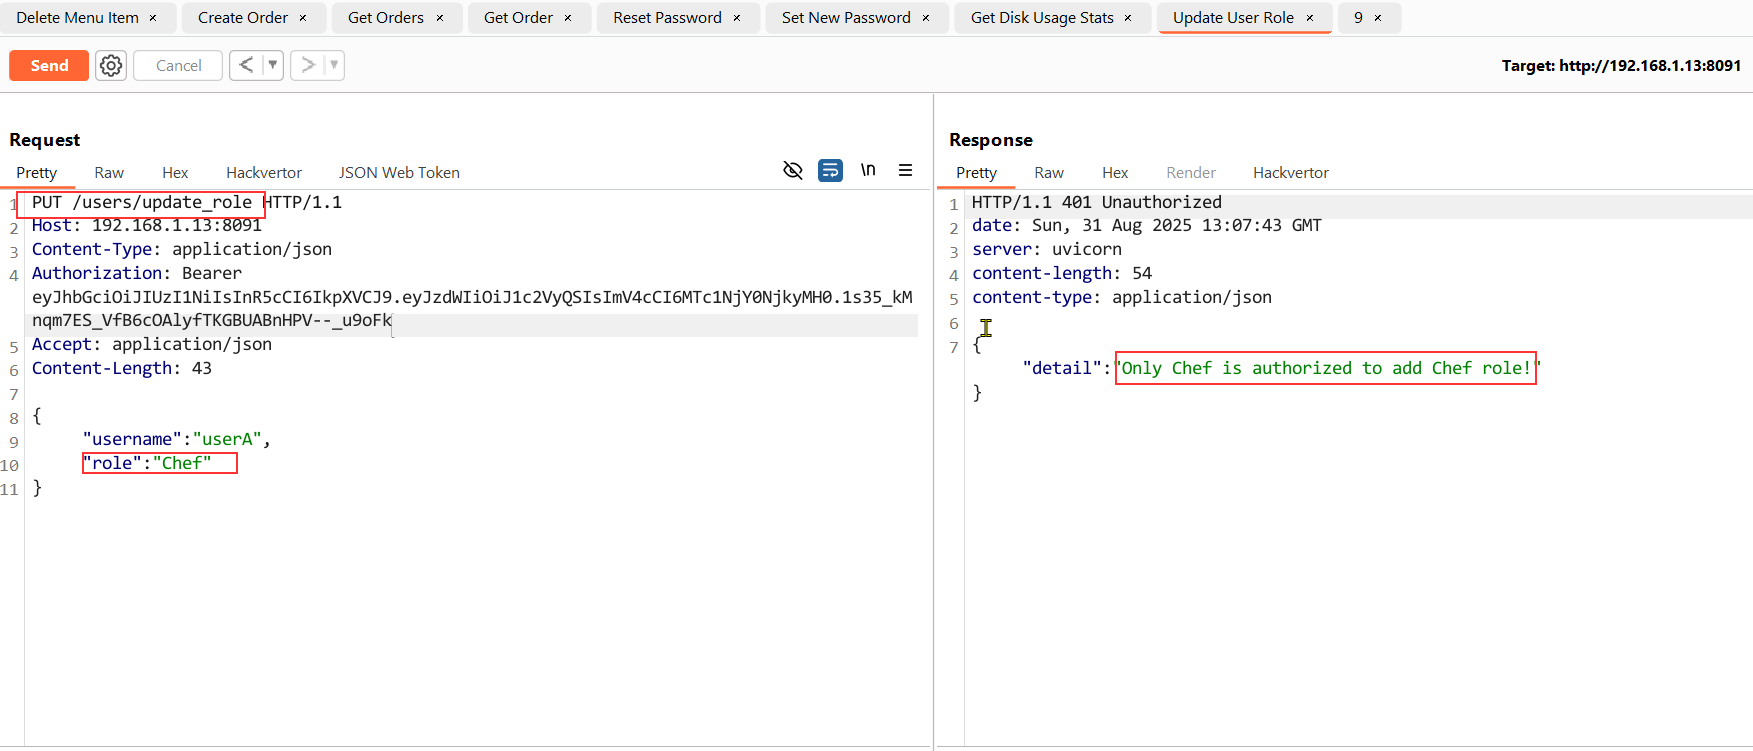 Delete Menu Item × Create Order × Get Orders × Get Order × Reset Password × Set New Password × Get Disk Usage Stats × Update User Role × 9 ×
Send Cancel < > Target: http://192.168.1.13:8091
Request
Pretty Raw Hex Hackvertor JSON Web Token \n
1 PUT /users/update_role HTTP/1.1
2 Host: 192.168.1.13:8091
3 Content-Type: application/json
4 Authorization: Bearer
eyJhbGciOiJIUzI1NiIsInR5cCI6IkpXVCJ9.eyJzdWIiOiJ1c2VyQSIsImV4cCI6MTc1NjY0NjkyMH0.1s35_kM
nqm7ES_VfB6cOAlyfTKGBUABnHPV--_u9oFk
5 Accept: application/json
6 Content-Length: 43
7
8 {
9 "username":"userA",
10 "role":"Chef"
11 }
Response
Pretty Raw Hex Render Hackvertor
1 HTTP/1.1 401 Unauthorized
2 date: Sun, 31 Aug 2025 13:07:43 GMT
3 server: uvicorn
4 content-length: 54
5 content-type: application/json
6
7 {
"detail":"Only Chef is authorized to add Chef role!"
}